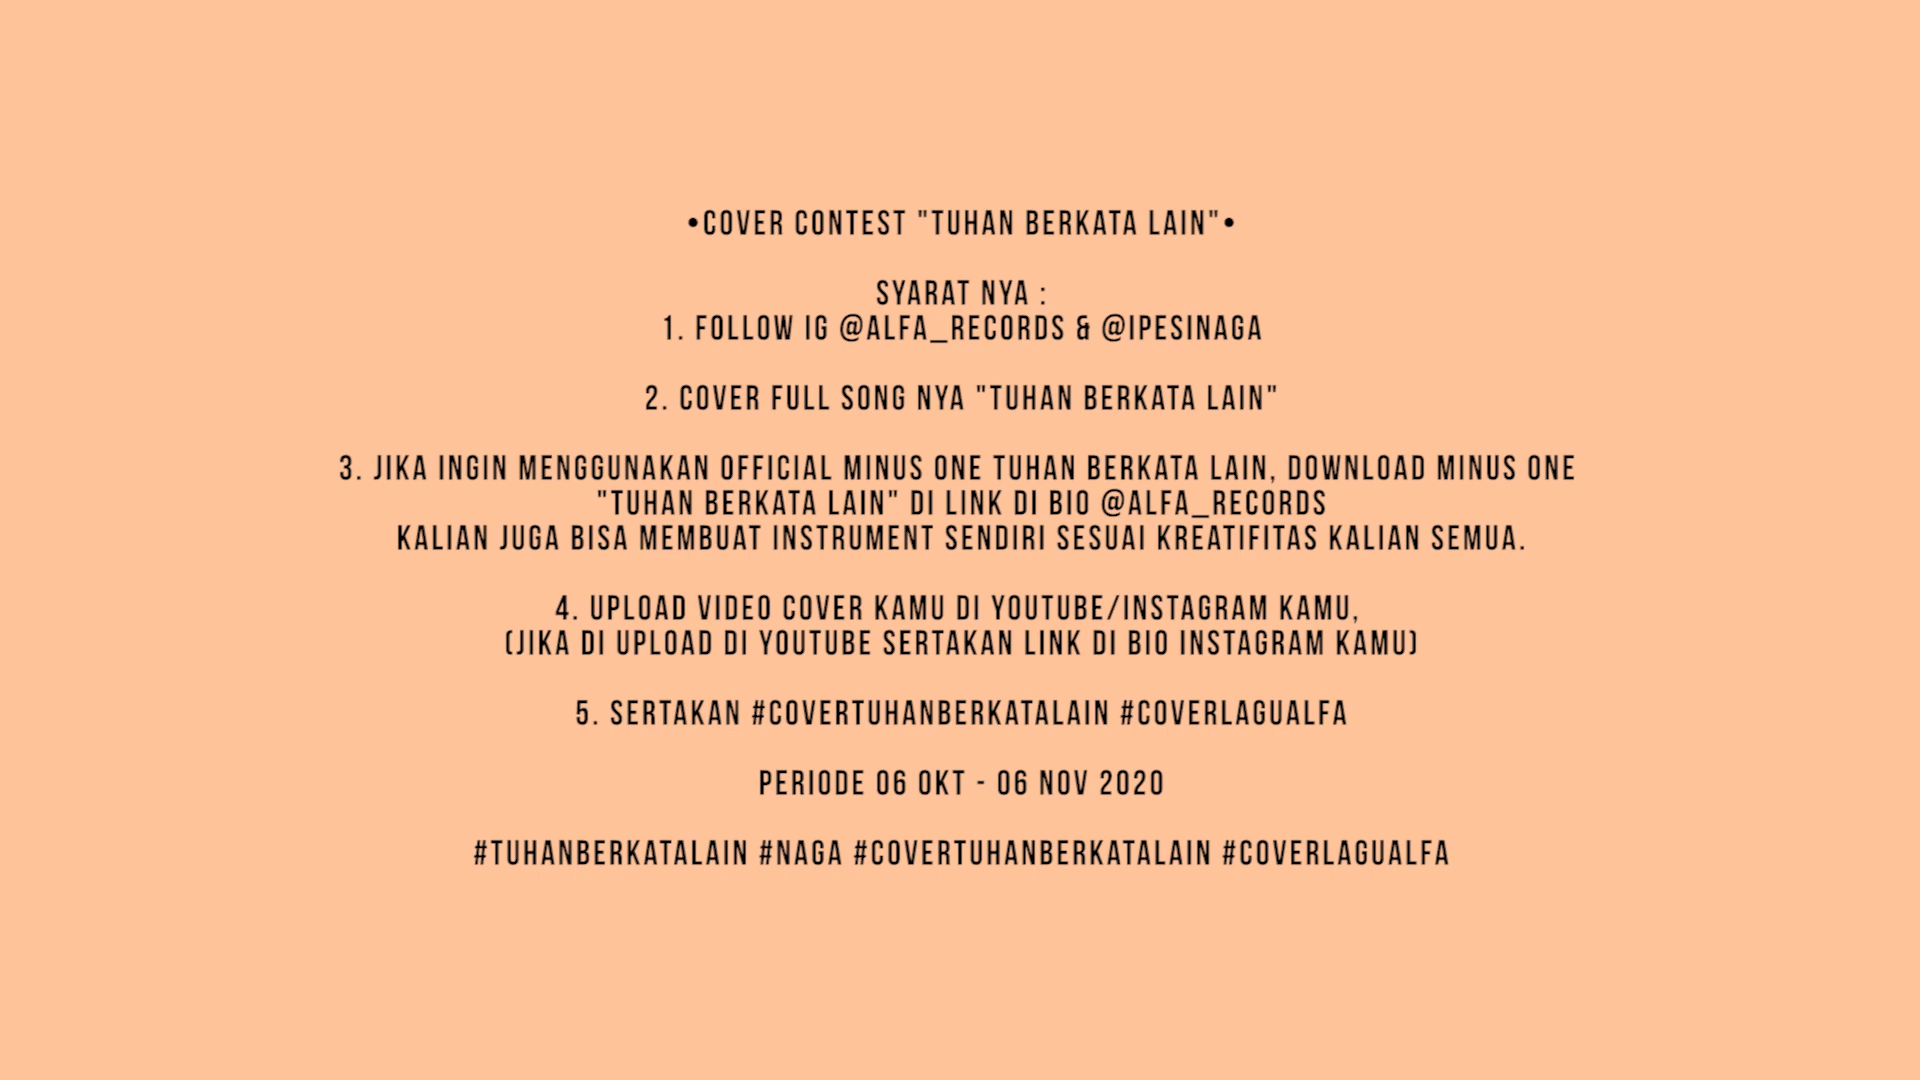 •COVER CONTEST "TUHAN BERKATA LAIN"•
SYARAT NYA :
1. FOLLOW IG @ALFA_RECORDS & @IPESINAGA
2. COVER FULL SONG NYA "TUHAN BERKATA LAIN"
3. JIKA INGIN MENGGUNAKAN OFFICIAL MINUS ONE TUHAN BERKATA LAIN, DOWNLOAD MINUS ONE
"TUHAN BERKATA LAIN" DI LINK DI BIO @ALFA_RECORDS
KALIAN JUGA BISA MEMBUAT INSTRUMENT SENDIRI SESUAI KREATIFITAS KALIAN SEMUA.
4. UPLOAD VIDEO COVER KAMU DI YOUTUBE/INSTAGRAM KAMU,
(JIKA DI UPLOAD DI YOUTUBE SERTAKAN LINK DI BIO INSTAGRAM KAMU)
5. SERTAKAN #COVERTUHANBERKATALAIN #COVERLAGUALFA
PERIODE 06 OKT - 06 NOV 2020
#TUHANBERKATALAIN #NAGA #COVERTUHANBERKATALAIN #COVERLAGUALFA